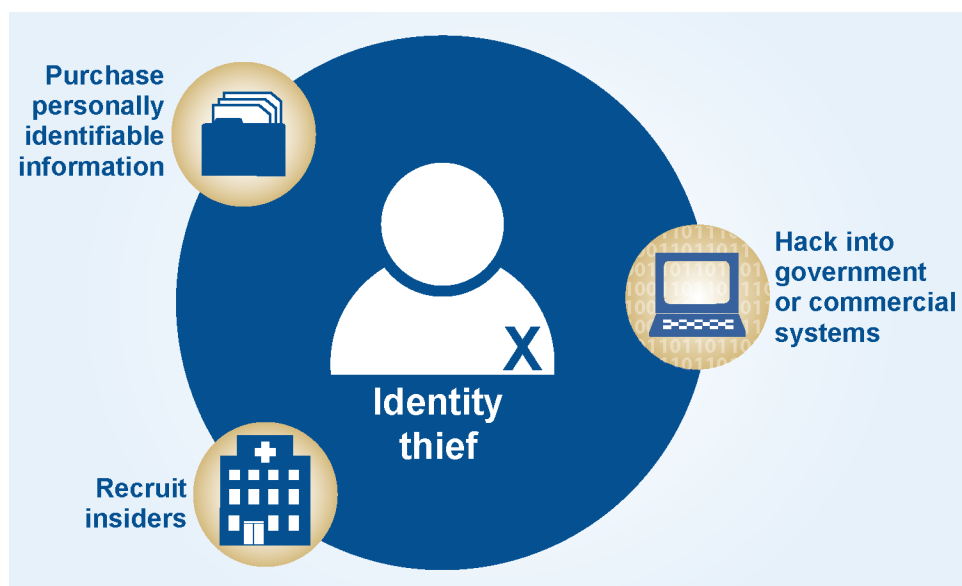 Purchase
personally
identifiable
information
Hack into
government
or commercial
systems
X
Identity
thief
Recruit
insiders